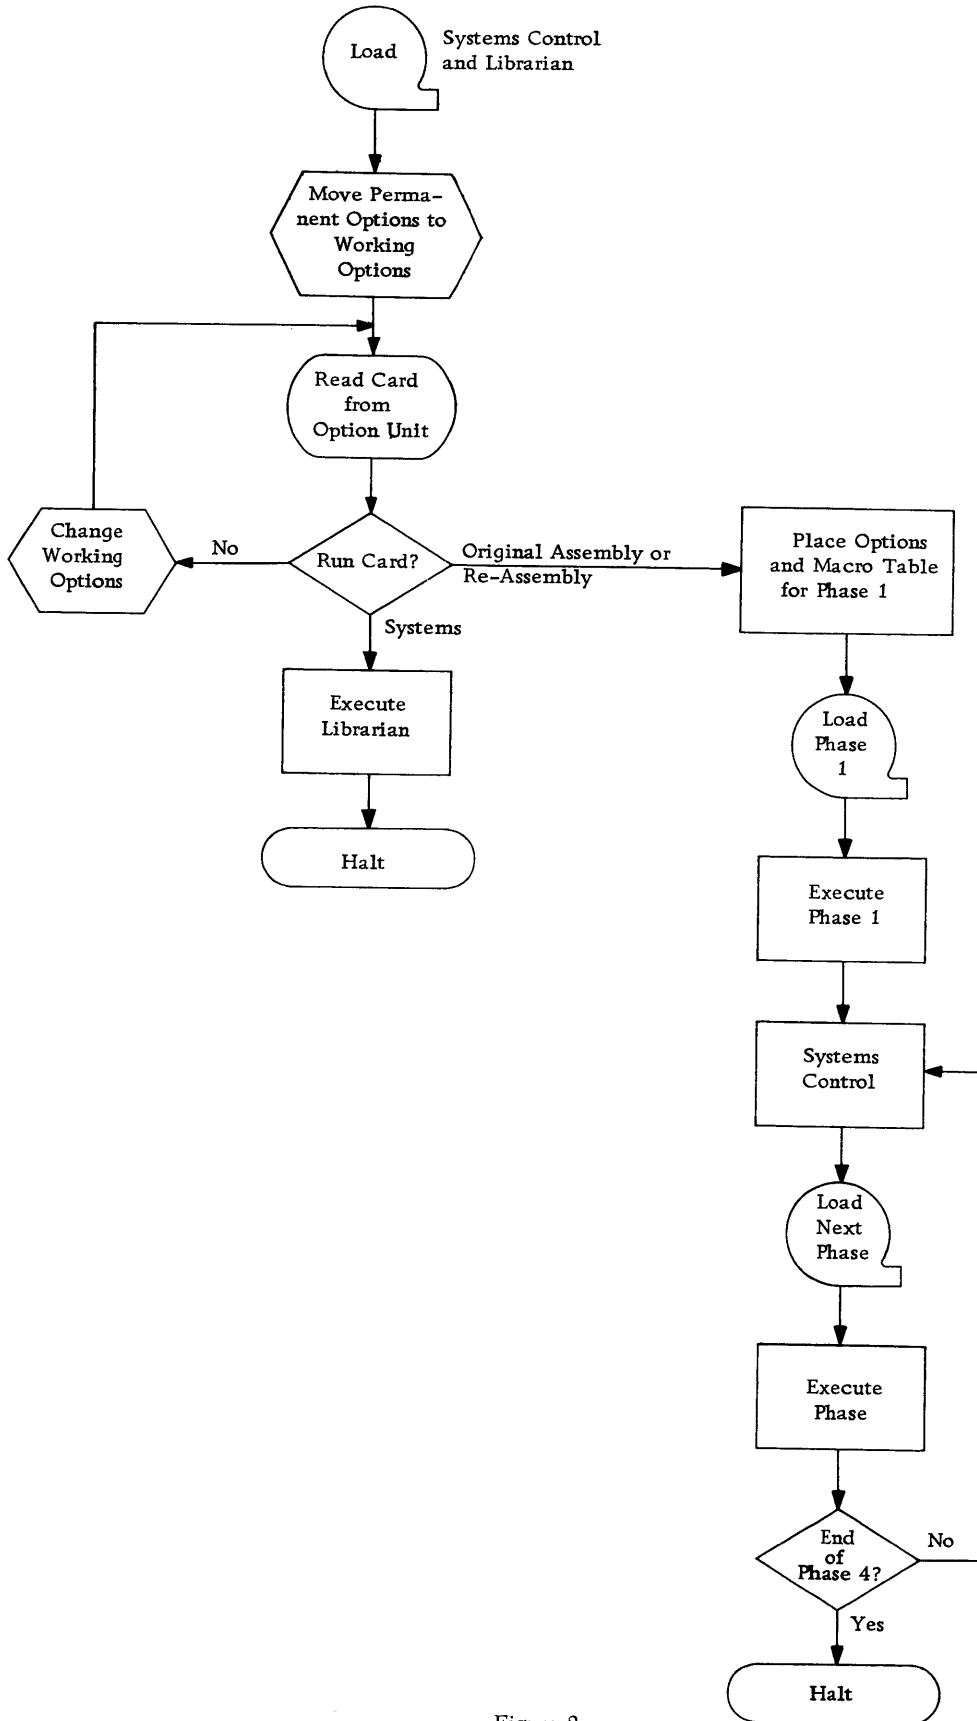 Load
Systems Control
and Librarian
Move Perma-
nent Options to
Working
Options
Read Card
from
Option Unit
Change
Working
Options
No
Run Card?
Original Assembly or
Re-Assembly
Systems
Execute
Librarian
Halt
Place Options
and Macro Table
for Phase 1
Load
Phase
1
Execute
Phase 1
Systems
Control
Load
Next
Phase
Execute
Phase
End
of
Phase 4?
No
Yes
Halt